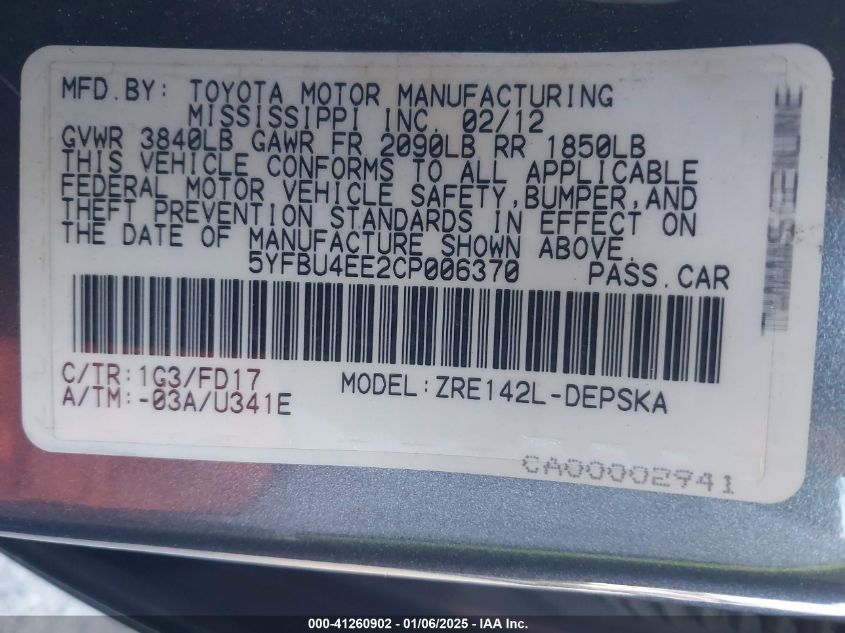 MFD.BY: TOYOTA MOTOR MANUFACTURING
MISSISSIPPI INC. 02/12
GVWR 3840LB GAWR FR 2090LB RR 1850LB
THIS VEHICLE CONFORMS TO ALL APPLICABLE
FEDERAL MOTOR VEHICLE SAFETY,BUMPER,AND
THEFT PREVENTION STANDARDS IN EFFECT ON
THE DATE OF MANUFACTURE SHOWN ABOVE.
5YFBU4EE2CP006370 PASS.CAR
C/TR:1G3/FD17 MODEL:ZRE142L-DEPSKA
A/TM:-03A/U341E
CA00002941
000-41260902 - 01/06/2025 - IAA Inc.